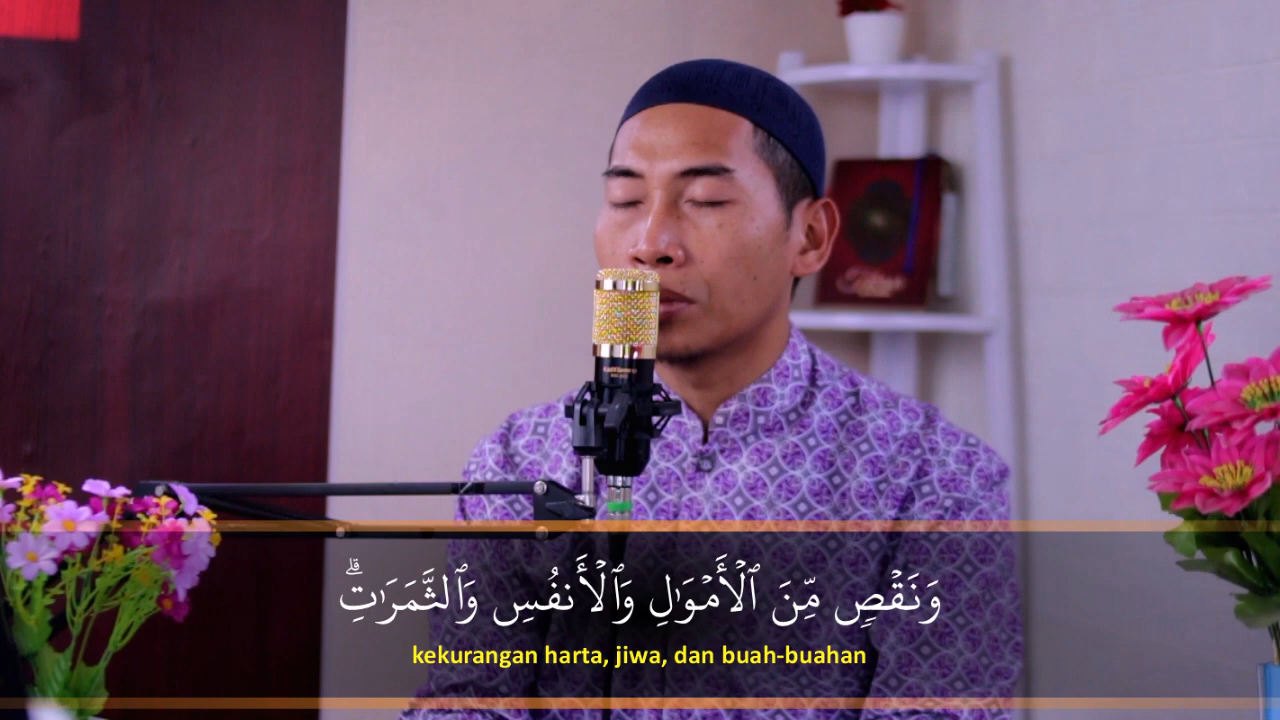 وَنَقْصٍ مِّنَ ٱلْأَمْوَٰلِ وَٱلْأَنفُسِ وَٱلثَّمَرَٰتِ ۗ
kekurangan harta, jiwa, dan buah-buahan